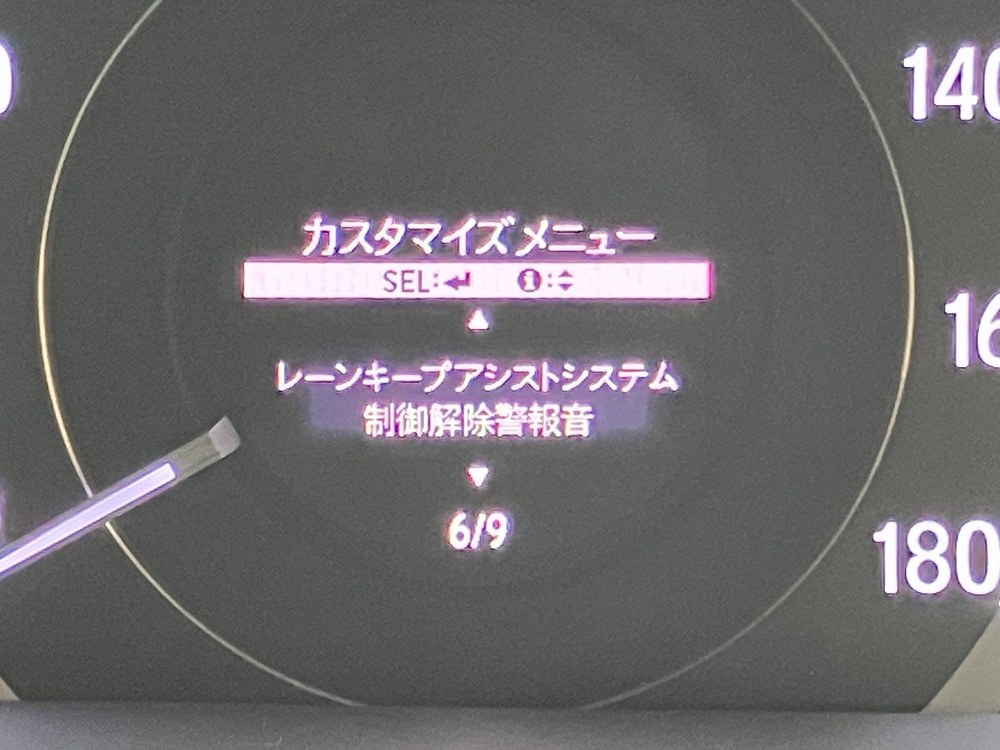 カスタマイズメニュー
SEL:↵ i:
▲
レーンキープアシストシステム
制御解除警報音
▼
6/9
140
180